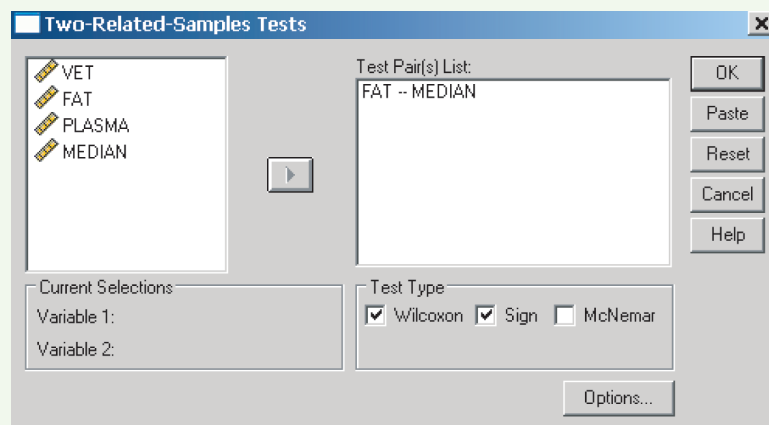 Two-Related-Samples Tests
VET
FAT
PLASMA
MEDIAN
Test Pair(s) List:
FAT -- MEDIAN
OK
Paste
Reset
Cancel
Help
Current Selections
Variable 1:
Variable 2:
Test Type
Wilcoxon Sign McNemar
Options...